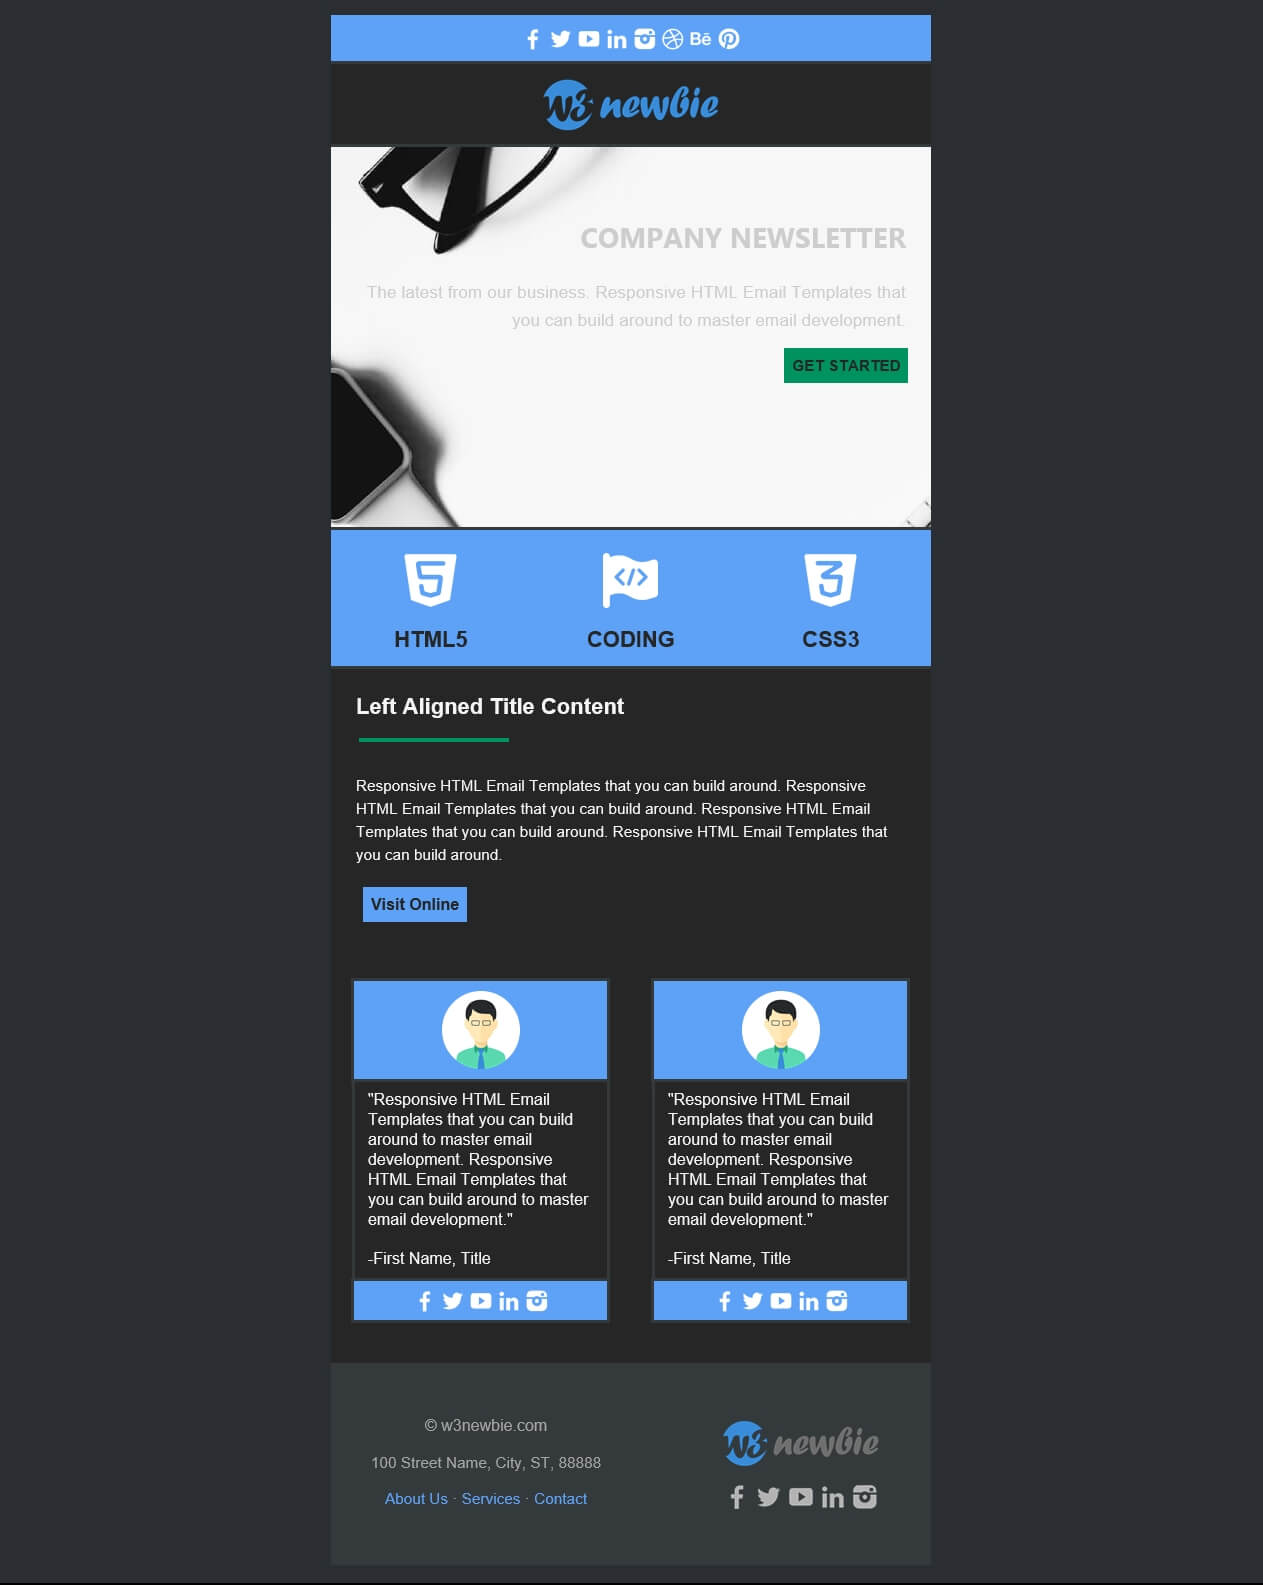 Bē
W3 newbie
COMPANY NEWSLETTER
The latest from our business. Responsive HTML Email Templates that
you can build around to master email development.
GET STARTED
HTML5
CODING
CSS3
Left Aligned Title Content
Responsive HTML Email Templates that you can build around. Responsive
HTML Email Templates that you can build around. Responsive HTML Email
Templates that you can build around. Responsive HTML Email Templates that
you can build around.
Visit Online
"Responsive HTML Email
Templates that you can build
around to master email
development. Responsive
HTML Email Templates that
you can build around to master
email development."
-First Name, Title
"Responsive HTML Email
Templates that you can build
around to master email
development. Responsive
HTML Email Templates that
you can build around to master
email development."
-First Name, Title
© w3newbie.com
100 Street Name, City, ST, 88888
About Us · Services · Contact
W3 newbie